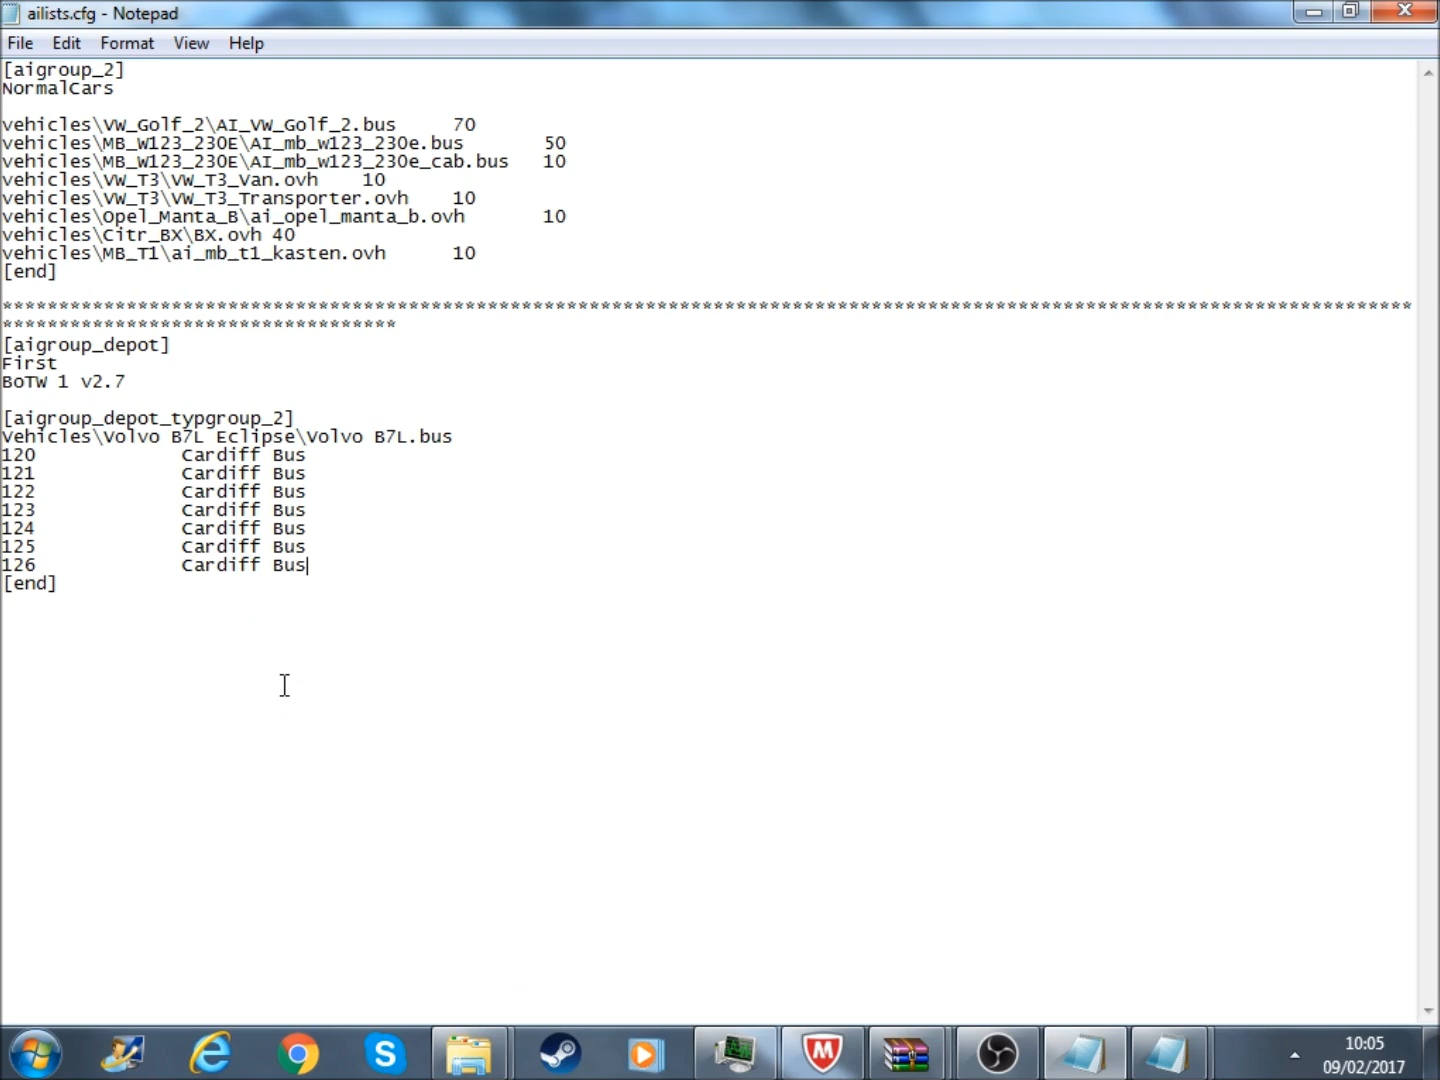 ailists.cfg - Notepad
File Edit Format View Help
[aigroup_2]
NormalCars
vehicles\VW_Golf_2\AI_VW_Golf_2.bus 70
vehicles\MB_W123_230E\AI_mb_w123_230e.bus 50
vehicles\MB_W123_230E\AI_mb_w123_230e_cab.bus 10
vehicles\VW_T3\VW_T3_Van.ovh 10
vehicles\VW_T3\VW_T3_Transporter.ovh 10
vehicles\Opel_Manta_B\ai_opel_manta_b.ovh 10
vehicles\Citr_BX\BX.ovh 40
vehicles\MB_T1\ai_mb_t1_kasten.ovh 10
[end]
*****************************************************************************************************************************
***********************************
[aigroup_depot]
First
BoTW 1 v2.7
[aigroup_depot_typgroup_2]
Vehicles\Volvo B7L Eclipse\Volvo B7L.bus
120 Cardiff Bus
121 Cardiff Bus
122 Cardiff Bus
123 Cardiff Bus
124 Cardiff Bus
125 Cardiff Bus
126 Cardiff Bus
[end]
10:05
09/02/2017